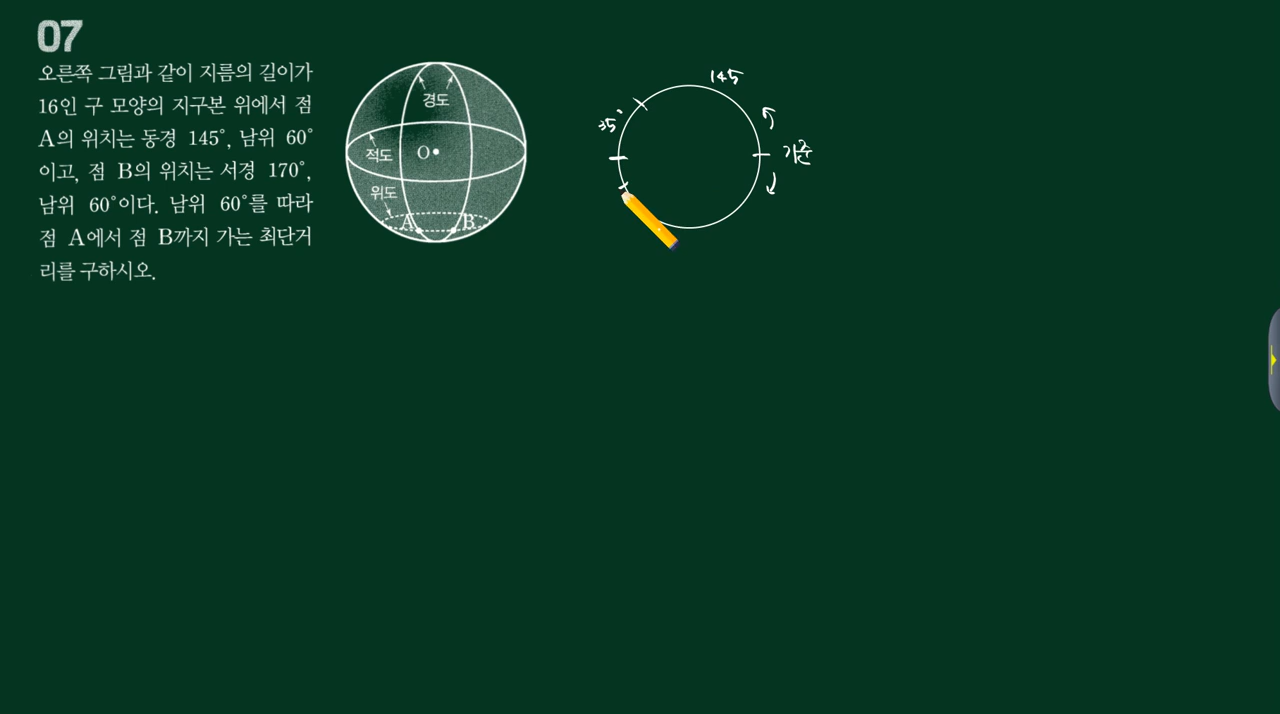 07
오른쪽 그림과 같이 지름의 길이가
16인 구 모양의 지구본 위에서 점
A의 위치는 동경 145°, 남위 60°
이고, 점 B의 위치는 서경 170°,
남위 60°이다. 남위 60°를 따라
점 A에서 점 B까지 가는 최단거
리를 구하시오.
경도
적도 O
위도
A B
145
35°
기준